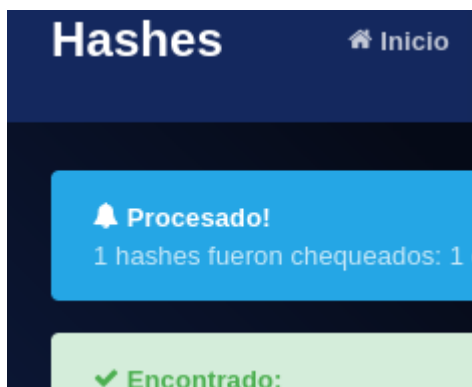 Hashes
Inicio
Procesado!
1 hashes fueron chequeados: 1
Encontrado: